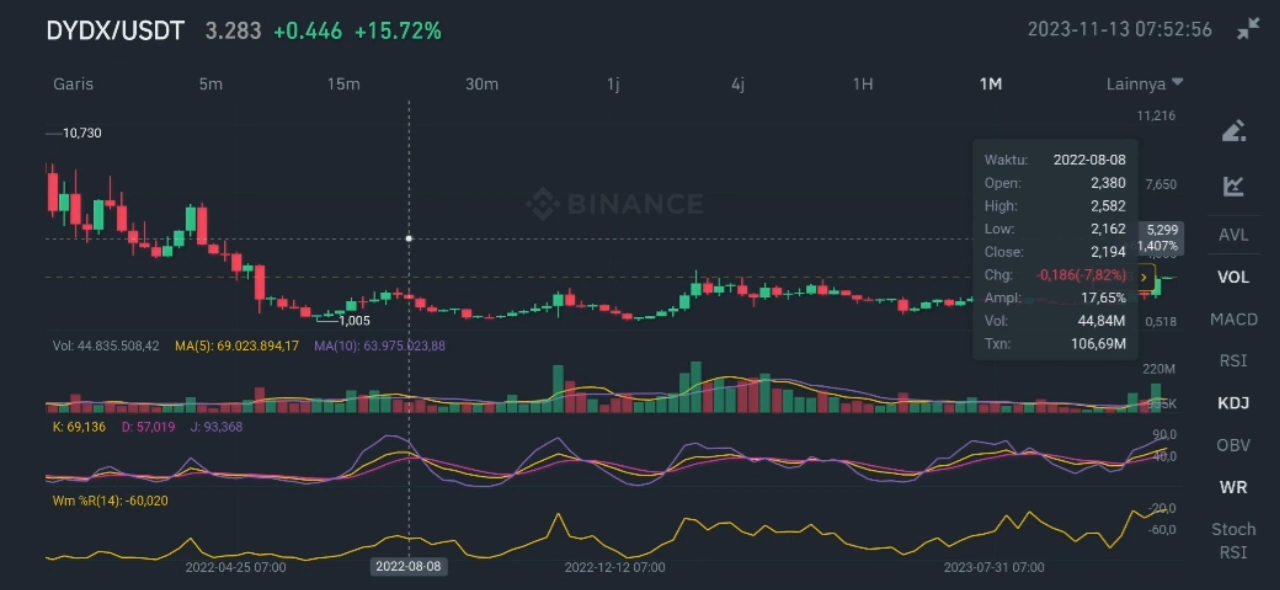 DYDX/USDT 3.283 +0.446 +15.72% 2023-11-13 07:52:56
Garis 5m 15m 30m 1j 4j 1H 1M Lainnya
11,216
10,730
BINANCE
Waktu: 2022-08-08
Open: 2,380
High: 2,582
Low: 2,162
Close: 2,194
Chg: -0,186(-7,82%)
Ampl: 17,65%
Vol: 44,84M
Txn: 106,69M
7,650
5,299
1,407%
1,005
0,518
AVL
VOL
MACD
RSI
KDJ
OBV
WR
Stoch
RSI
Vol: 44.835.508,42 MA(5): 69.023.894,17 MA(10): 63.975.023,88
220M
K: 69,136 D: 57,019 J: 93,368
90,0
40,0
Wm %R(14): -60,020
-20,0
-60,0
2022-04-25 07:00 2022-08-08 2022-12-12 07:00 2023-07-31 07:00